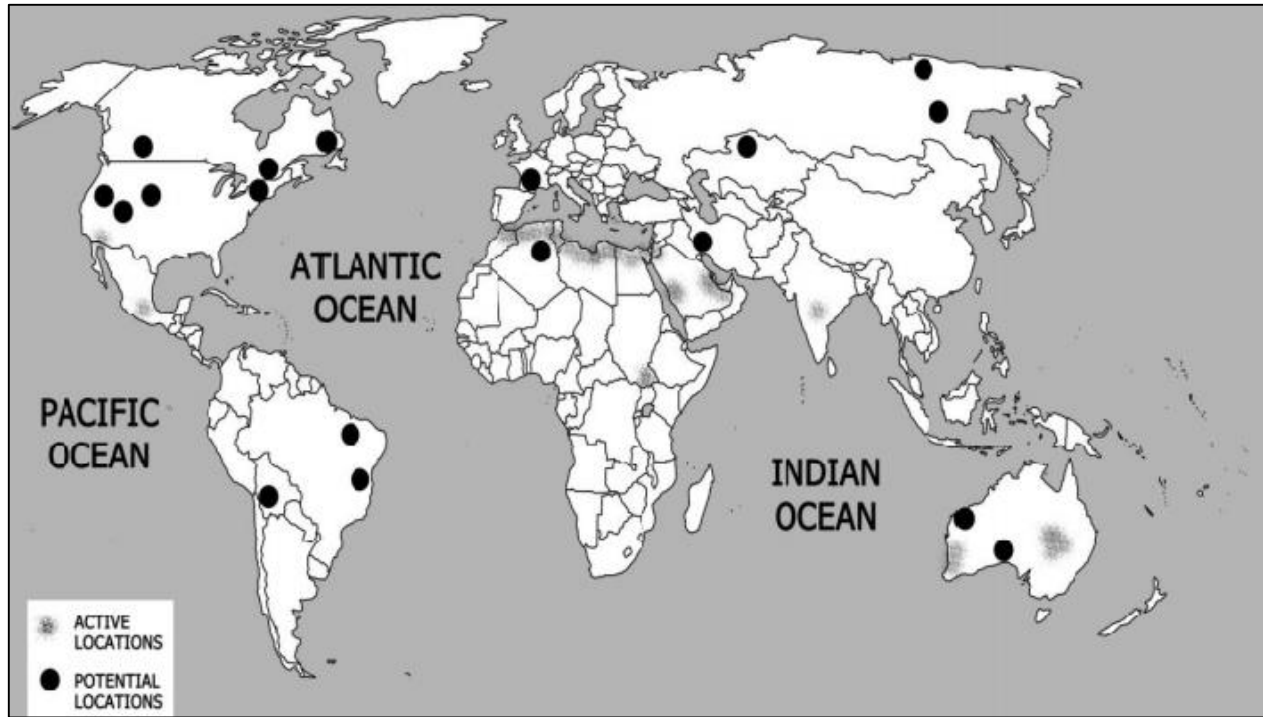 ATLANTIC
OCEAN
PACIFIC
OCEAN
INDIAN
OCEAN
ACTIVE
LOCATIONS
POTENTIAL
LOCATIONS